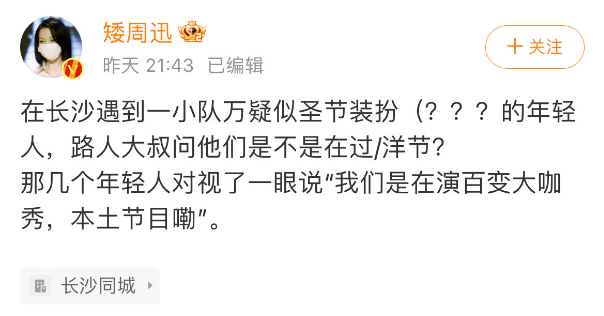 矮周迅
昨天 21:43 已编辑
+关注
在长沙遇到一小队万疑似圣节装扮（？？？的年轻
人，路人大叔问他们是不是在过/洋节？
那几个年轻人对视了一眼说“我们是在演百变大咖
秀，本土节目嘞”。
长沙同城